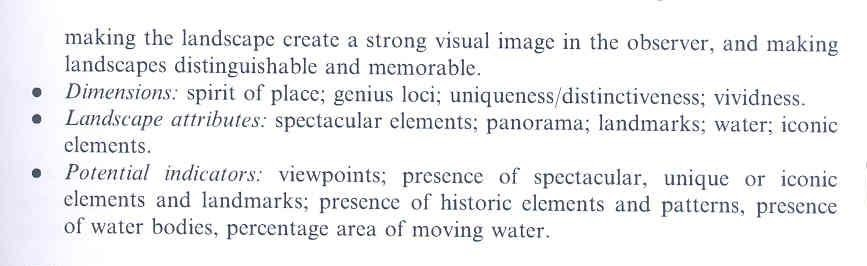 making the landscape create a strong visual image in the observer, and making
landscapes distinguishable and memorable.
● Dimensions: spirit of place; genius loci; uniqueness/distinctiveness; vividness.
● Landscape attributes: spectacular elements; panorama; landmarks; water; iconic
elements.
● Potential indicators: viewpoints; presence of spectacular, unique or iconic
elements and landmarks; presence of historic elements and patterns, presence
of water bodies, percentage area of moving water.